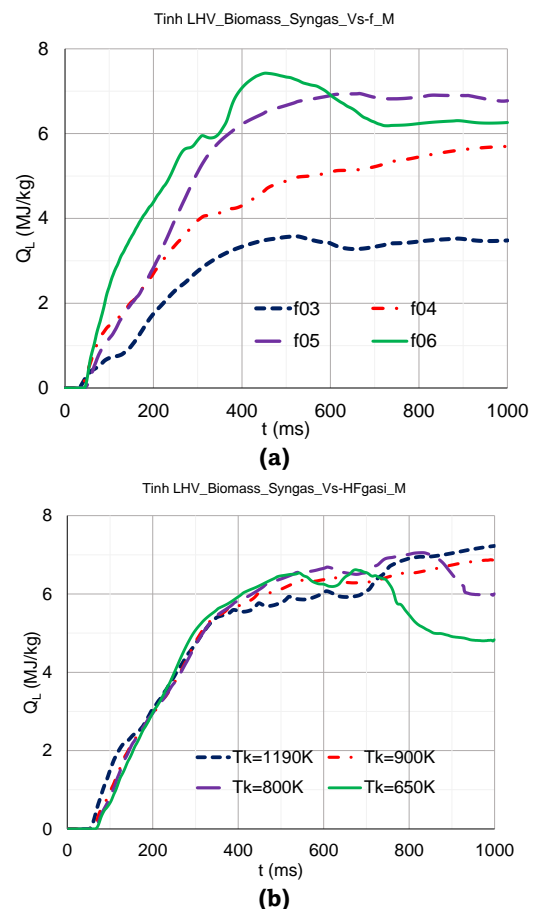 Tinh LHV_Biomass_Syngas_Vs-f_M
8
6
4
2
0
Q_L (MJ/kg)
f03
f04
f05
f06
0 200 400 600 800 1000
t (ms)
(a)
Tinh LHV_Biomass_Syngas_Vs-HFgasi_M
8
6
4
2
0
Q_L (MJ/kg)
Tk=1190K
Tk=900K
Tk=800K
Tk=650K
0 200 400 600 800 1000
t (ms)
(b)